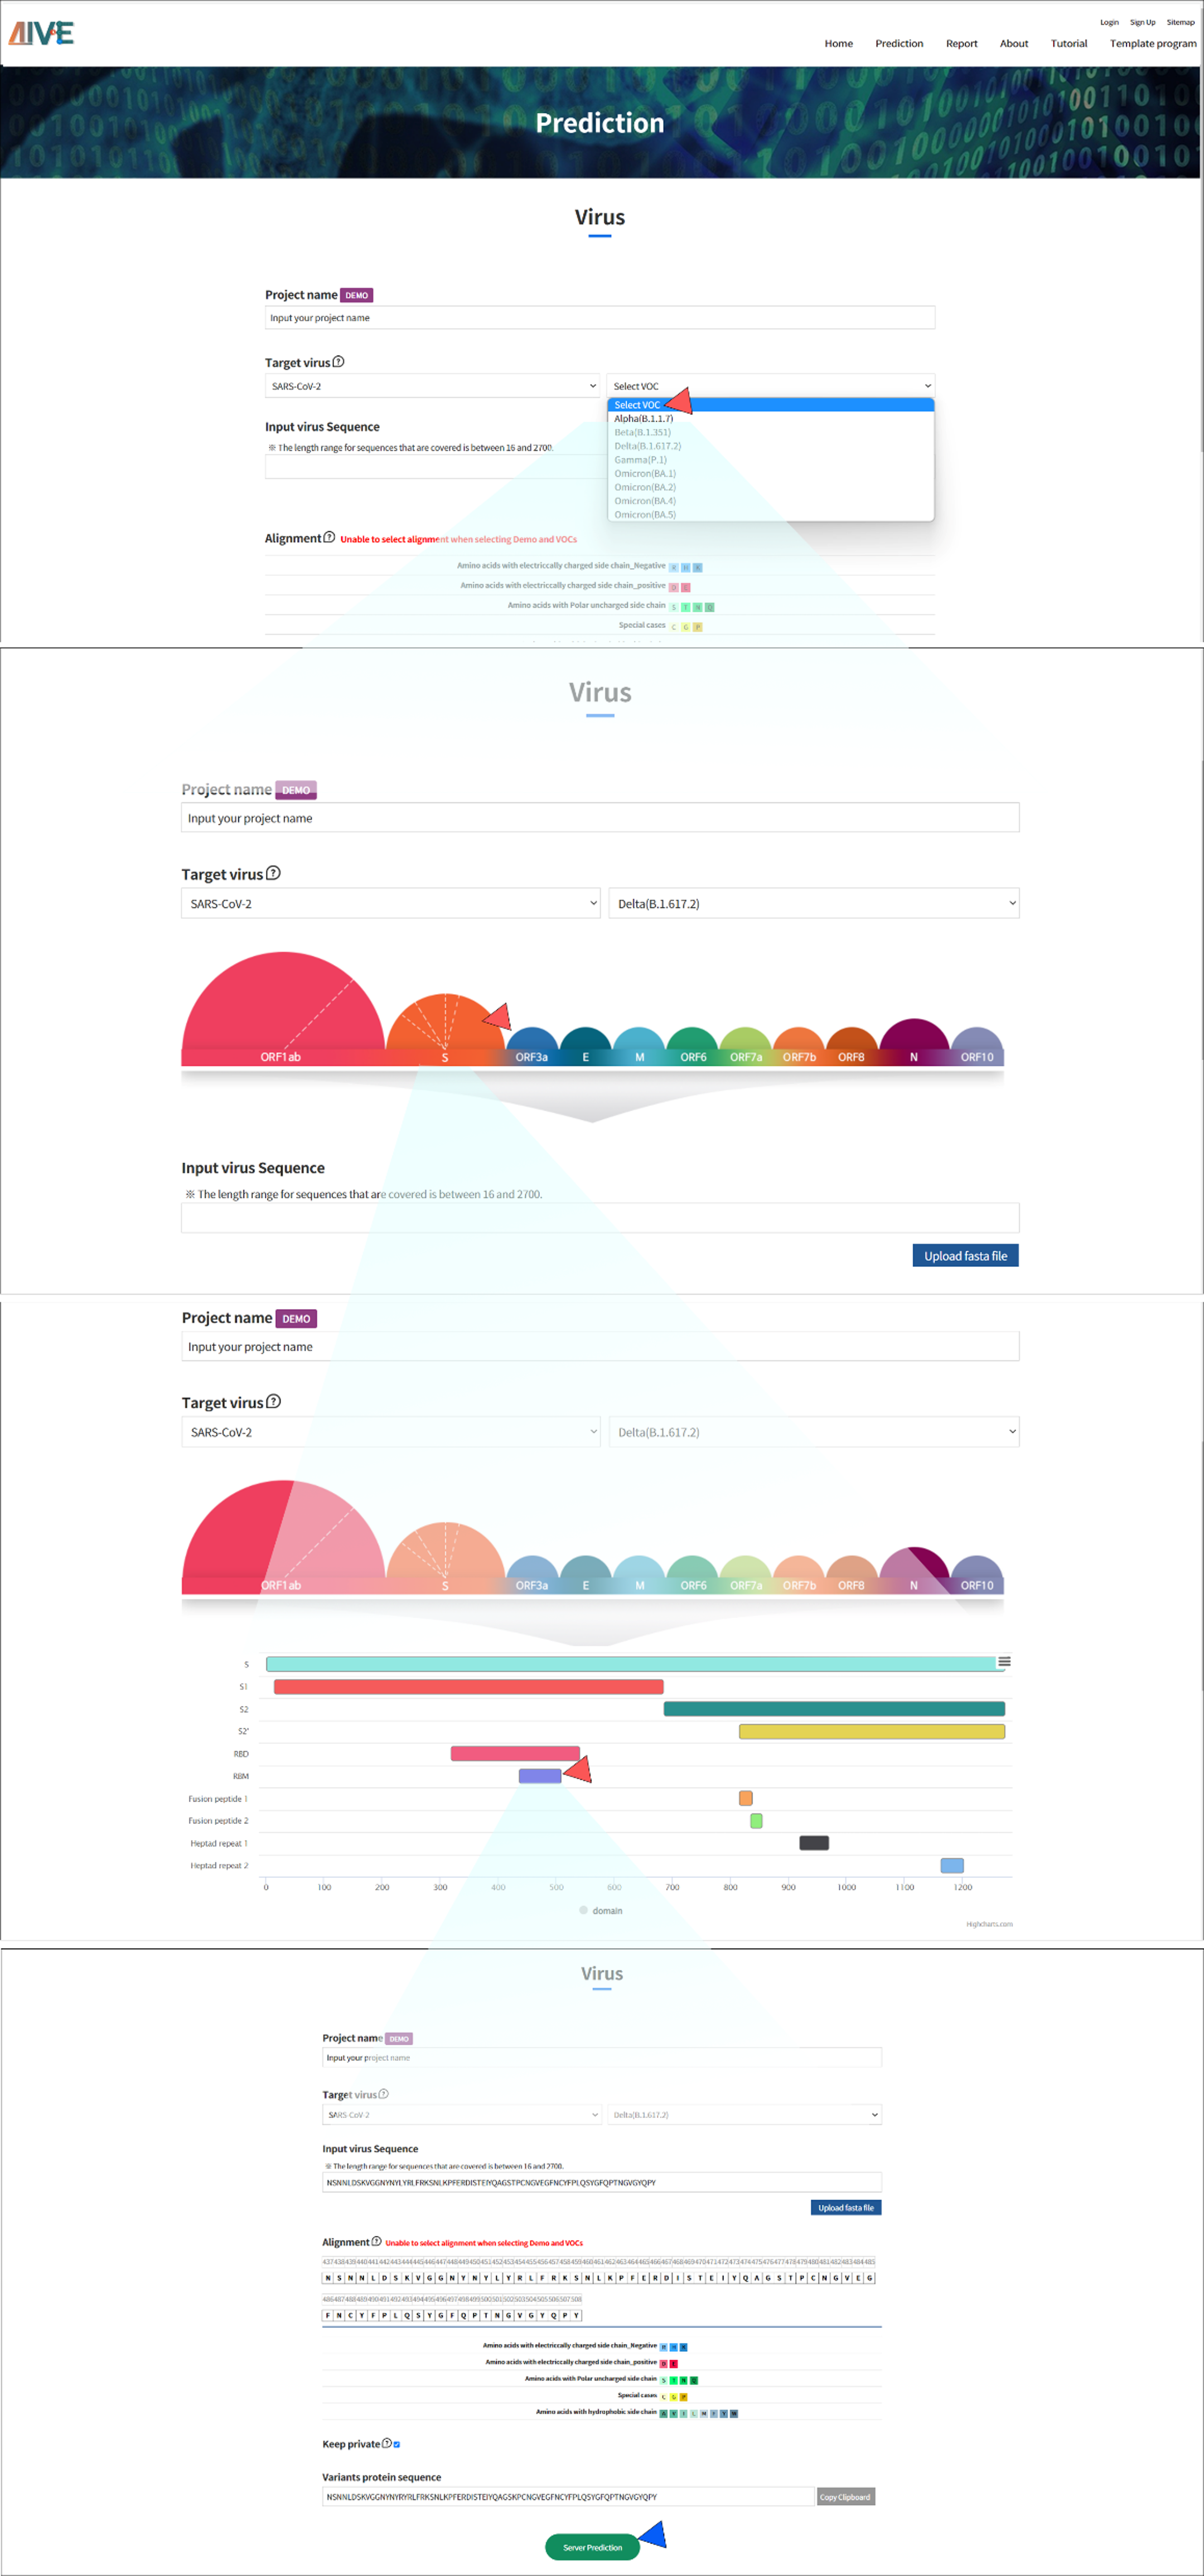 AIVE
Login Sign Up Sitemap
Home Prediction Report About Tutorial Template program
Prediction
Virus
Project name DEMO
Input your project name
Target virus
SARS-CoV-2 Select VOC
Select VOC
Alpha(B.1.1.7)
Input virus Sequence
Beta(B.1.351)
※ The length range for sequences that are covered is between 16 and 2700.
Delta(B.1.617.2)
Gamma(P.1)
Omicron(BA.1)
Omicron(BA.2)
Omicron(BA.4)
Omicron(BA.5)
Alignment Unable to select alignment when selecting Demo and VOCs
Amino acids with electriccally charged side chain_Negative
Amino acids with electriccally charged side chain_positive
Amino acids with Polar uncharged side chain S T N Q
Special cases C G P
Virus
Project name DEMO
Input your project name
Target virus
SARS-CoV-2 Delta(B.1.617.2)
ORF1ab S ORF3a E M ORF6 ORF7a ORF7b ORF8 N ORF10
Input virus Sequence
※ The length range for sequences that are covered is between 16 and 2700.
Upload fasta file
Project name DEMO
Input your project name
Target virus
SARS-CoV-2 Delta(B.1.617.2)
ORF1ab S ORF3a E M ORF6 ORF7a ORF7b ORF8 N ORF10
S
S1
S2
S2'
RBD
RBM
Fusion peptide 1
Fusion peptide 2
Heptad repeat 1
Heptad repeat 2
0 100 200 300 400 500 600 700 800 900 1000 1100 1200
domain
Highcharts.com
Virus
Project name DEMO
Input your project name
Target virus
SARS-CoV-2 Delta(B.1.617.2)
Input virus Sequence
※ The length range for sequences that are covered is between 16 and 2700.
NSNNLDSKVGGNYNYLYRLFRKSNLKPFERDISTEIYQAGSTPCNGVEGFNCYFPLQSYGFQPTNGVGYQPY
Upload fasta file
Alignment Unable to select alignment when selecting Demo and VOCs
437438439440441442443444445446447448449450451452453454455456457458459460461462463464465466467468469470471472473474475476477478479480481482483484485
N S N N L D S K V G G N Y N Y L Y R L F R K S N L K P F E R D I S T E I Y Q A G S T P C N G V E G
486487488489490491492493494495496497498499500501502503504505506507508
F N C Y F P L Q S Y G F Q P T N G V G Y Q P Y
Amino acids with electriccally charged side chain_Negative
Amino acids with electriccally charged side chain_positive
Amino acids with Polar uncharged side chain
Special cases C G P
Amino acids with hydrophobic side chain
Keep private
Variants protein sequence
NSNNLDSKVGGNYNYRYRLFRKSNLKPFERDISTEIYQAGSKPCNGVEGFNCYFPLQSYGFQPTNGVGYQPY Copy Clipboard
Server Prediction